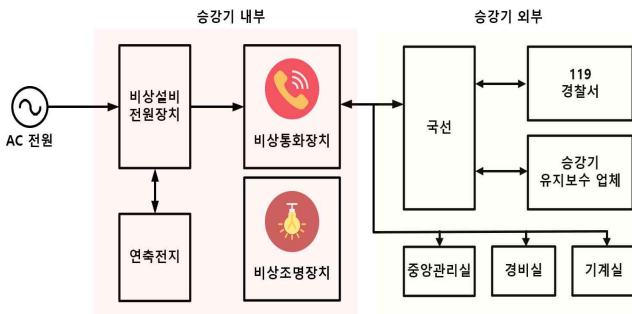 승강기 내부
승강기 외부
AC 전원
비상설비
전원장치
비상통화장치
국선
119
경찰서
승강기
유지보수 업체
연축전지
비상조명장치
중앙관리실
경비실
기계실